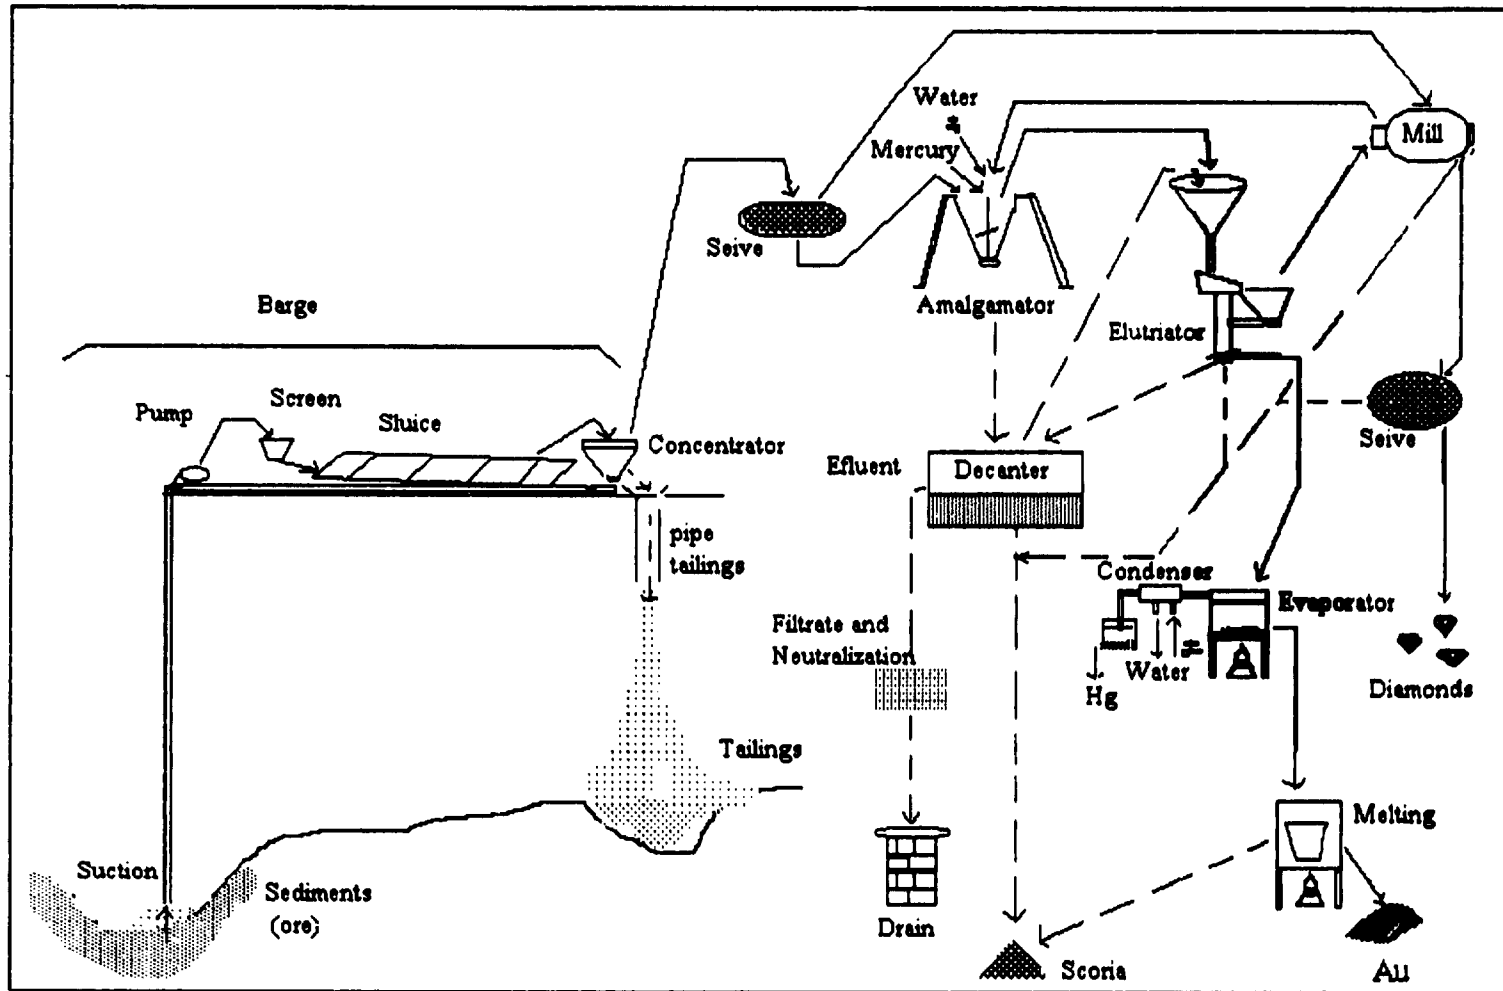 Water
Mill
Mercury
Seive
Amalgamator
Barge
Elutriator
Screen
Pump
Sluice
Concentrator
Seive
Efluent
Decanter
pipe
tailings
Condenser
Evaporator
Filtrate and
Neutralization
Water
Hg
Diamonds
Tailings
Melting
Suction
Sediments
(ore)
Drain
Scoria
Au